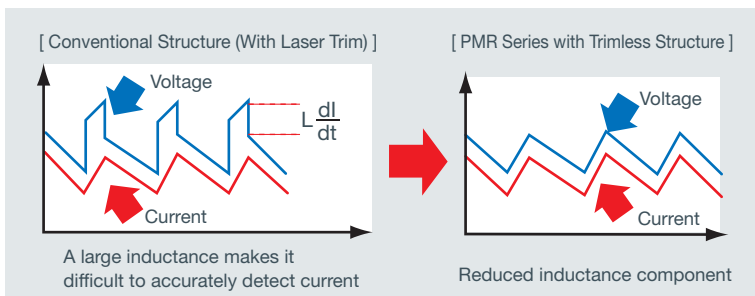 [ Conventional Structure (With Laser Trim) ]
Voltage
L dI
dt
Current
A large inductance makes it
difficult to accurately detect current
[ PMR Series with Trimless Structure ]
Voltage
Current
Reduced inductance component